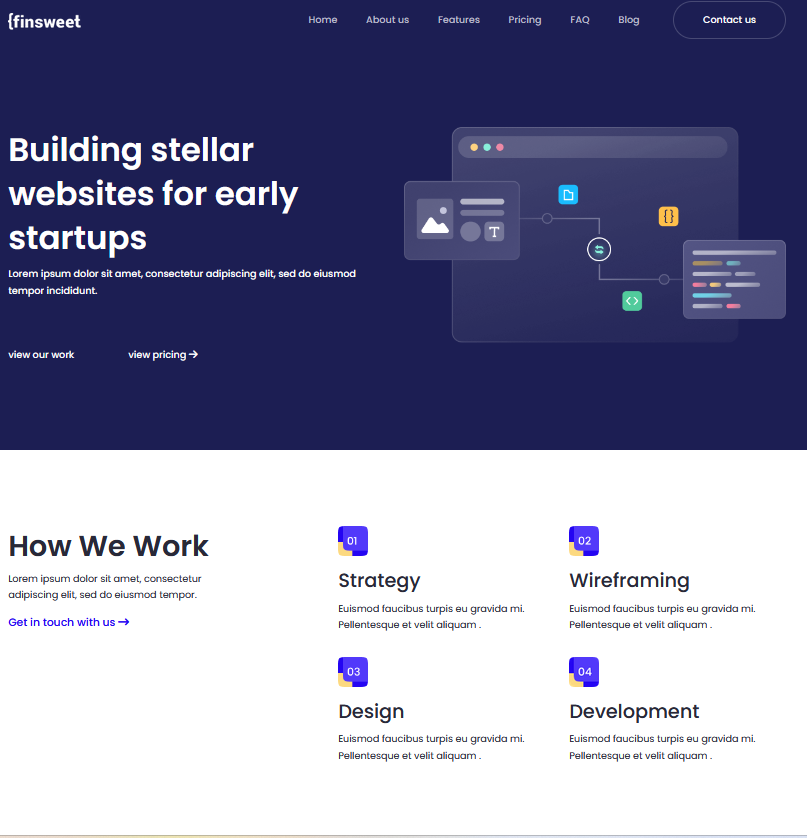 {finsweet
Home About us Features Pricing FAQ Blog Contact us
Building stellar
websites for early
startups
Lorem ipsum dolor sit amet, consectetur adipiscing elit, sed do eiusmod
tempor incididunt.
view our work view pricing →
T
{}
<>
How We Work
Lorem ipsum dolor sit amet, consectetur
adipiscing elit, sed do eiusmod tempor.
Get in touch with us →
01
Strategy
Euismod faucibus turpis eu gravida mi.
Pellentesque et velit aliquam .
02
Wireframing
Euismod faucibus turpis eu gravida mi.
Pellentesque et velit aliquam .
03
Design
Euismod faucibus turpis eu gravida mi.
Pellentesque et velit aliquam .
04
Development
Euismod faucibus turpis eu gravida mi.
Pellentesque et velit aliquam .